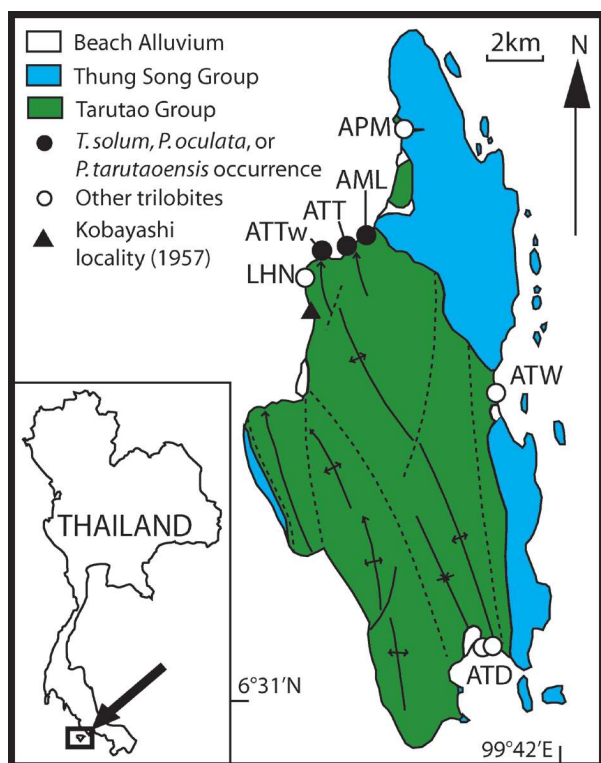 Beach Alluvium
Thung Song Group
Tarutao Group
T. solum, P. oculata, or
P. tarutaoensis occurrence
Other trilobites
Kobayashi
locality (1957)
2km
N
APM
AML
ATT
ATTw
LHN
ATW
ATD
THAILAND
6°31'N
99°42'E